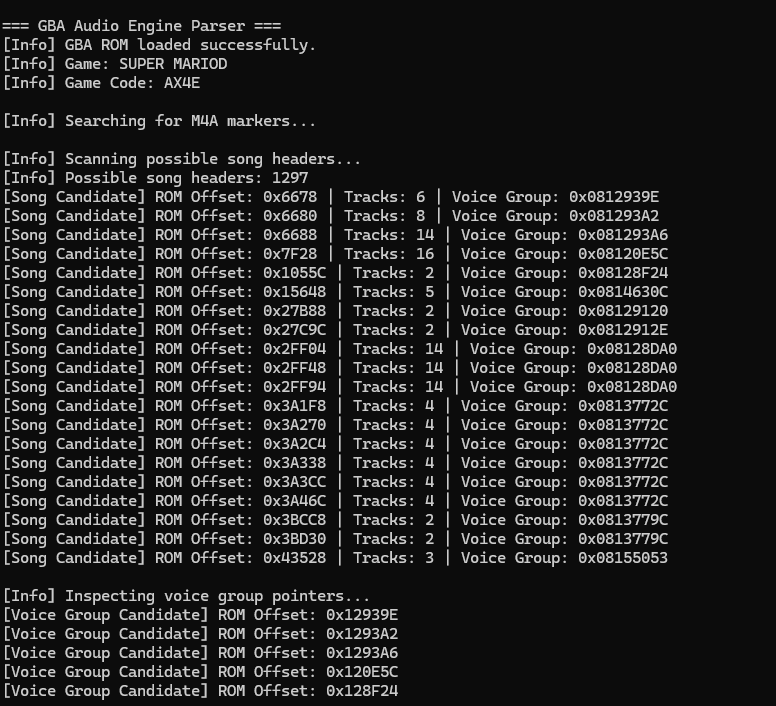 === GBA Audio Engine Parser ===
[Info] GBA ROM loaded successfully.
[Info] Game: SUPER MARIOD
[Info] Game Code: AX4E
[Info] Searching for M4A markers...
[Info] Scanning possible song headers...
[Info] Possible song headers: 1297
[Song Candidate] ROM Offset: 0x6678 | Tracks: 6 | Voice Group: 0x0812939E
[Song Candidate] ROM Offset: 0x6680 | Tracks: 8 | Voice Group: 0x081293A2
[Song Candidate] ROM Offset: 0x6688 | Tracks: 14 | Voice Group: 0x081293A6
[Song Candidate] ROM Offset: 0x7F28 | Tracks: 16 | Voice Group: 0x08120E5C
[Song Candidate] ROM Offset: 0x1055C | Tracks: 2 | Voice Group: 0x08128F24
[Song Candidate] ROM Offset: 0x15648 | Tracks: 5 | Voice Group: 0x0814630C
[Song Candidate] ROM Offset: 0x27B88 | Tracks: 2 | Voice Group: 0x08129120
[Song Candidate] ROM Offset: 0x27C9C | Tracks: 2 | Voice Group: 0x0812912E
[Song Candidate] ROM Offset: 0x2FF04 | Tracks: 14 | Voice Group: 0x08128DA0
[Song Candidate] ROM Offset: 0x2FF48 | Tracks: 14 | Voice Group: 0x08128DA0
[Song Candidate] ROM Offset: 0x2FF94 | Tracks: 14 | Voice Group: 0x08128DA0
[Song Candidate] ROM Offset: 0x3A1F8 | Tracks: 4 | Voice Group: 0x0813772C
[Song Candidate] ROM Offset: 0x3A270 | Tracks: 4 | Voice Group: 0x0813772C
[Song Candidate] ROM Offset: 0x3A2C4 | Tracks: 4 | Voice Group: 0x0813772C
[Song Candidate] ROM Offset: 0x3A338 | Tracks: 4 | Voice Group: 0x0813772C
[Song Candidate] ROM Offset: 0x3A3CC | Tracks: 4 | Voice Group: 0x0813772C
[Song Candidate] ROM Offset: 0x3A46C | Tracks: 4 | Voice Group: 0x0813772C
[Song Candidate] ROM Offset: 0x3BCC8 | Tracks: 2 | Voice Group: 0x0813779C
[Song Candidate] ROM Offset: 0x3BD30 | Tracks: 2 | Voice Group: 0x0813779C
[Song Candidate] ROM Offset: 0x43528 | Tracks: 3 | Voice Group: 0x08155053
[Info] Inspecting voice group pointers...
[Voice Group Candidate] ROM Offset: 0x12939E
[Voice Group Candidate] ROM Offset: 0x1293A2
[Voice Group Candidate] ROM Offset: 0x1293A6
[Voice Group Candidate] ROM Offset: 0x120E5C
[Voice Group Candidate] ROM Offset: 0x128F24